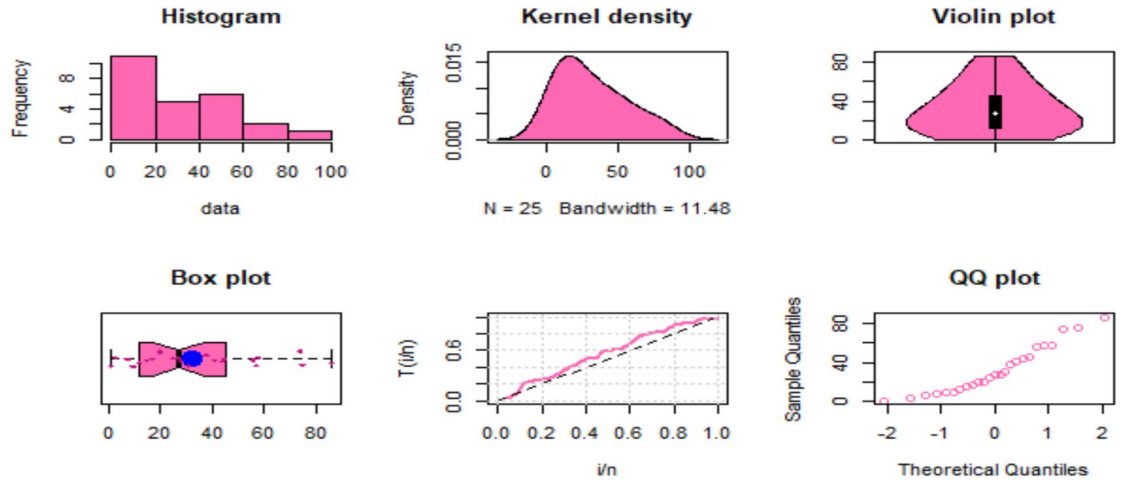 Histogram
Frequency
0 4 8
0 20 40 60 80 100
data
Kernel density
Density
0.000 0.015
0 50 100
N = 25 Bandwidth = 11.48
Violin plot
0 40 80
Box plot
0 20 40 60 80
T(i/n)
0.0 0.6
0.0 0.2 0.4 0.6 0.8 1.0
i/n
QQ plot
Sample Quantiles
0 40 80
-2 -1 0 1 2
Theoretical Quantiles